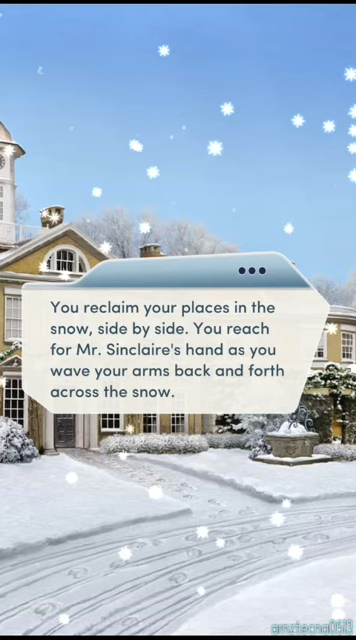 You reclaim your places in the
snow, side by side. You reach
for Mr. Sinclaire's hand as you
wave your arms back and forth
across the snow.